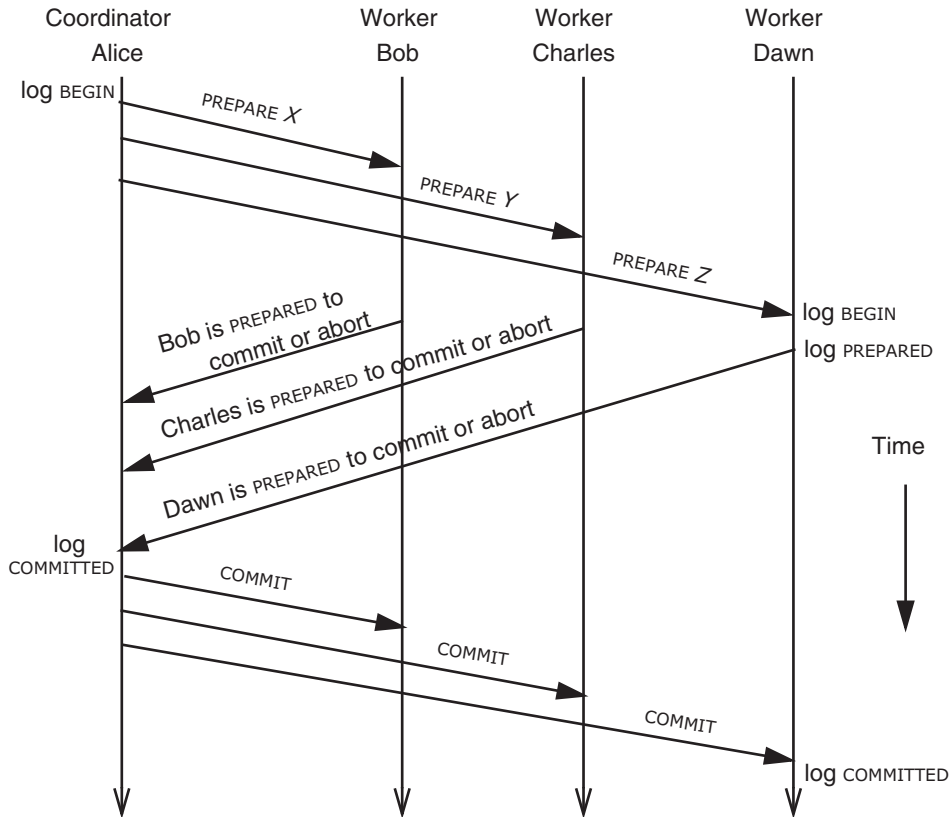 Coordinator
Alice
Worker
Bob
Worker
Charles
Worker
Dawn
log BEGIN
PREPARE X
PREPARE Y
PREPARE Z
log BEGIN
Bob is PREPARED to
commit or abort
log PREPARED
Charles is PREPARED to commit or abort
Dawn is PREPARED to commit or abort
Time
log
COMMITTED
COMMIT
COMMIT
COMMIT
log COMMITTED